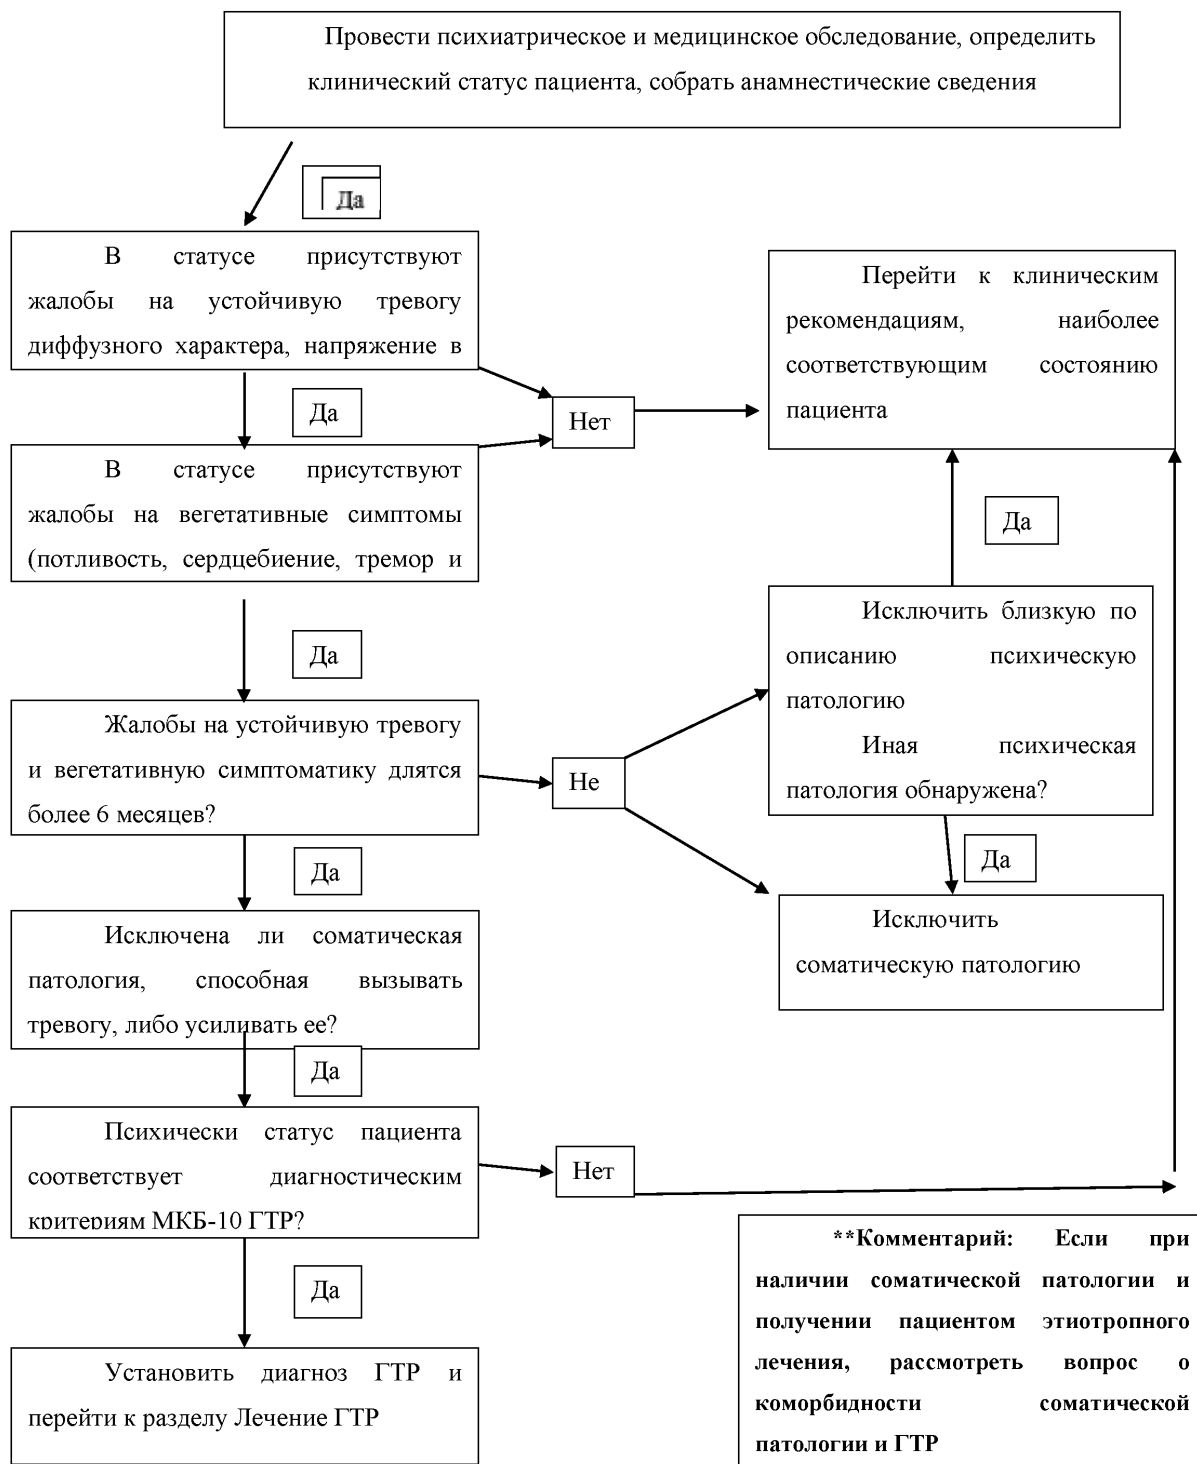 Провести психиатрическое и медицинское обследование, определить
клинический статус пациента, собрать анамнестические сведения
Да
В статусе присутствуют
жалобы на устойчивую тревогу
диффузного характера, напряжение в
Перейти к клиническим
рекомендациям, наиболее
соответствующим состоянию
пациента
Да
Нет
В статусе присутствуют
жалобы на вегетативные симптомы
(потливость, сердцебиение, тремор и
Да
Исключить близкую по
описанию психическую
патологию
Иная психическая
патология обнаружена?
Да
Жалобы на устойчивую тревогу
и вегетативную симптоматику длятся
более 6 месяцев?
Не
Да
Да
Исключить
соматическую патологию
Исключена ли соматическая
патология, способная вызывать
тревогу, либо усиливать ее?
Да
Психически статус пациента
соответствует диагностическим
критериям МКБ-10 ГТР?
Нет
**Комментарий: Если при
наличии соматической патологии и
получении пациентом этиотропного
лечения, рассмотреть вопрос о
коморбидности соматической
патологии и ГТР
Да
Установить диагноз ГТР и
перейти к разделу Лечение ГТР